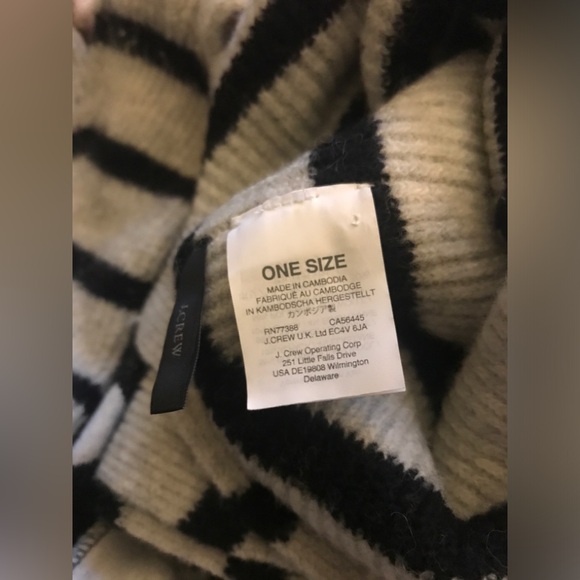 ONE SIZE
MADE IN CAMBODIA
FABRIQUÉ AU CAMBODGE
IN KAMBODSCHA HERGESTELLT
カンボジア製
RN77388 CA56445
J.CREW U.K. Ltd EC4V 6JA
J. Crew Operating Corp
251 Little Falls Drive
USA DE19808 Wilmington
Delaware
J.CREW